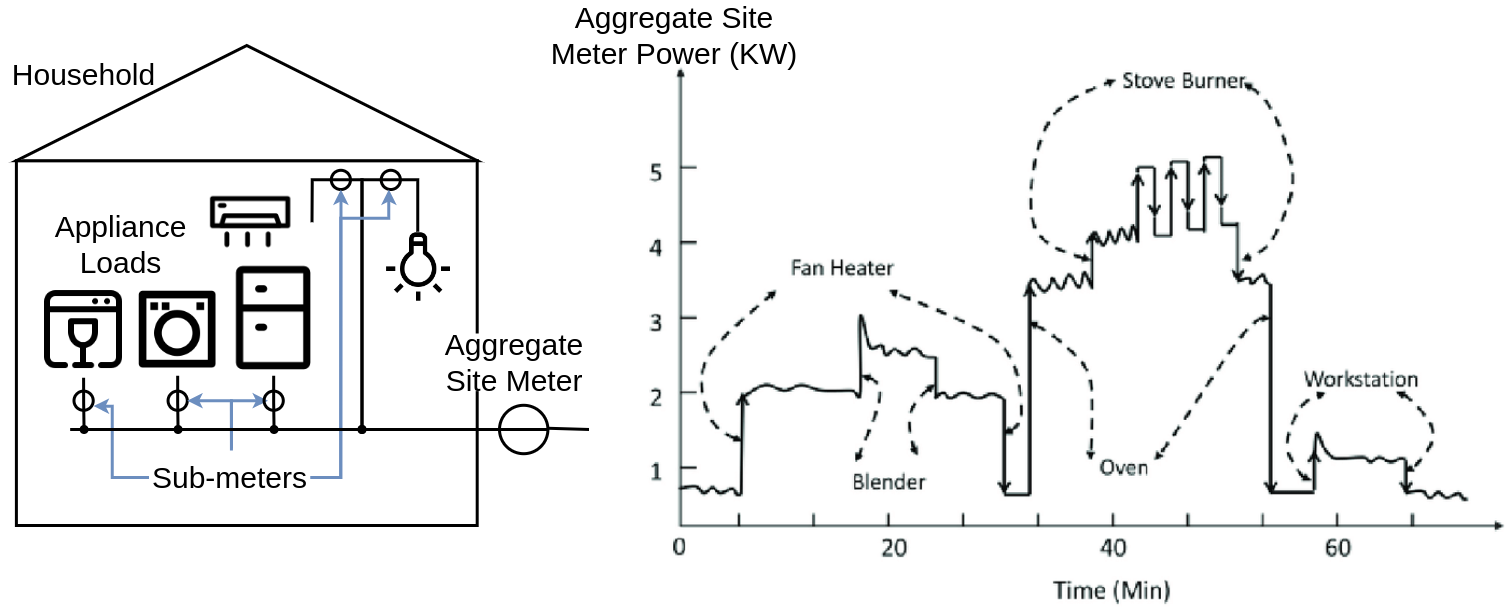 Household
Appliance
Loads
Aggregate
Site Meter
Sub-meters
Aggregate Site
Meter Power (KW)
Stove Burner
Fan Heater
Workstation
Blender
Oven
5
4
3
2
1
0
20
40
60
Time (Min)